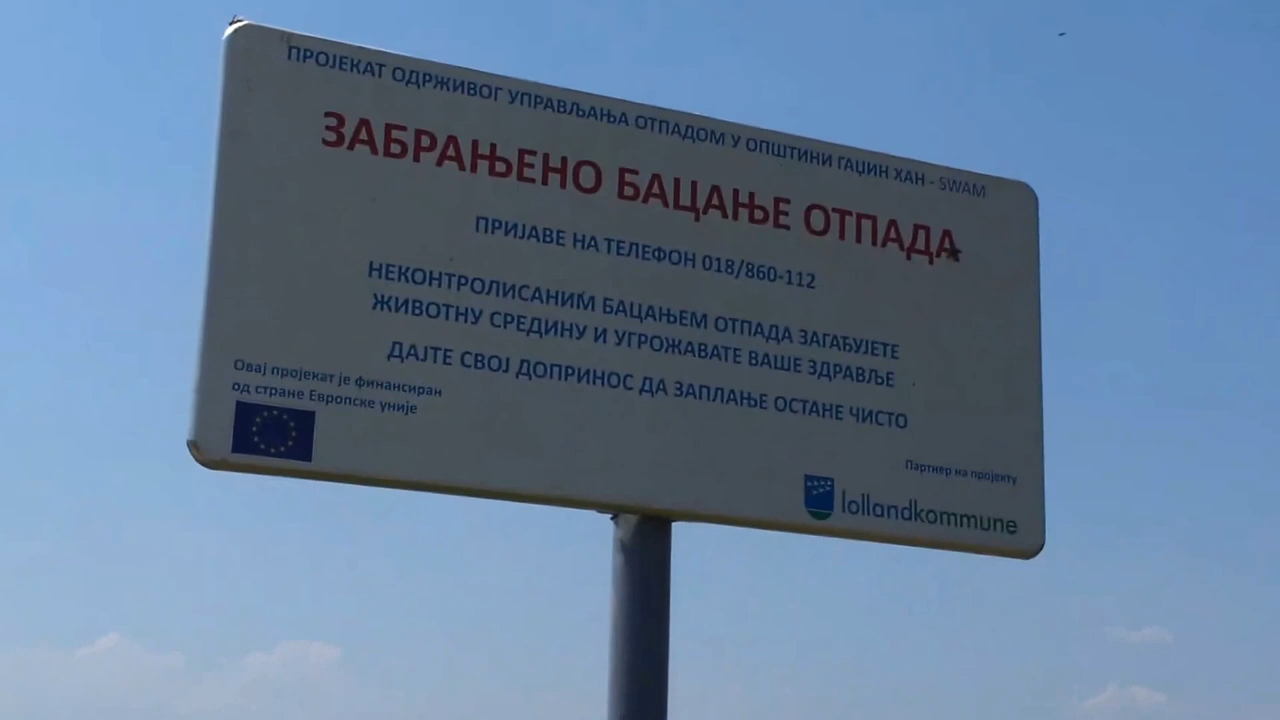 ПРОЈЕКАТ ОДРЖИВОГ УПРАВЉАЊА ОТПАДОМ У ОПШТИНИ ГАЏИН ХАН - SWAM
ЗАБРАЊЕНО БАЦАЊЕ ОТПАДА
ПРИЈАВЕ НА ТЕЛЕФОН 018/860-112
НЕКОНТРОЛИСАНИМ БАЦАЊЕМ ОТПАДА ЗАГАЂУЈЕТЕ
ЖИВОТНУ СРЕДИНУ И УГРОЖАВАТЕ ВАШЕ ЗДРАВЉЕ
ДАЈТЕ СВОЈ ДОПРИНОС ДА ЗАПЛАЊЕ ОСТАНЕ ЧИСТО
Овај пројекат је финансиран
од стране Европске уније
Партнер на пројекту
lollandkommune